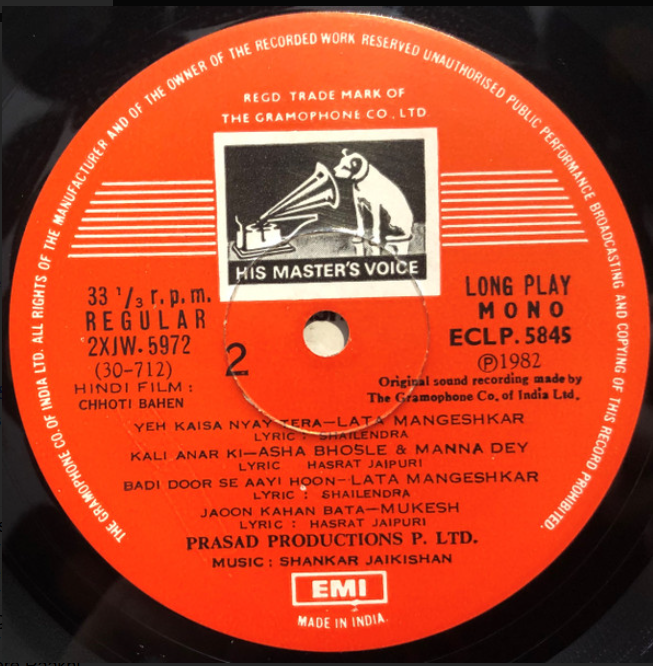 THE GRAMOPHONE CO. OF INDIA LTD. ALL RIGHTS OF THE MANUFACTURER AND OF THE OWNER OF THE RECORDED WORK RESERVED UNAUTHORISED PUBLIC PERFORMANCE BROADCASTING AND COPYING OF THIS RECORD PROHIBITED.
REGD TRADE MARK OF
THE GRAMOPHONE CO., LTD
HIS MASTER'S VOICE
33 1/3 r.p.m.
REGULAR
2XJW.5972
(30-712)
2
HINDI FILM :
CHHOTI BAHEN
LONG PLAY
MONO
ECLP. 5845
℗1982
Original sound recording made by
The Gramophone Co. of India Ltd.
YEH KAISA NYAY TERA—LATA MANGESHKAR
LYRIC : SHAILENDRA
KALI ANAR KI—ASHA BHOSLE & MANNA DEY
LYRIC HASRAT JAIPURI
BADI DOOR SE AAYI HOON—LATA MANGESHKAR
LYRIC : SHAILENDRA
JAOON KAHAN BATA—MUKESH
LYRIC : HASRAT JAIPURI
PRASAD PRODUCTIONS P. LTD.
MUSIC : SHANKAR JAIKISHAN
EMI
MADE IN INDIA.